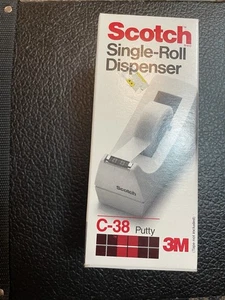 Scotch
Single-Roll
Dispenser
Scotch
C-38 Putty
3M